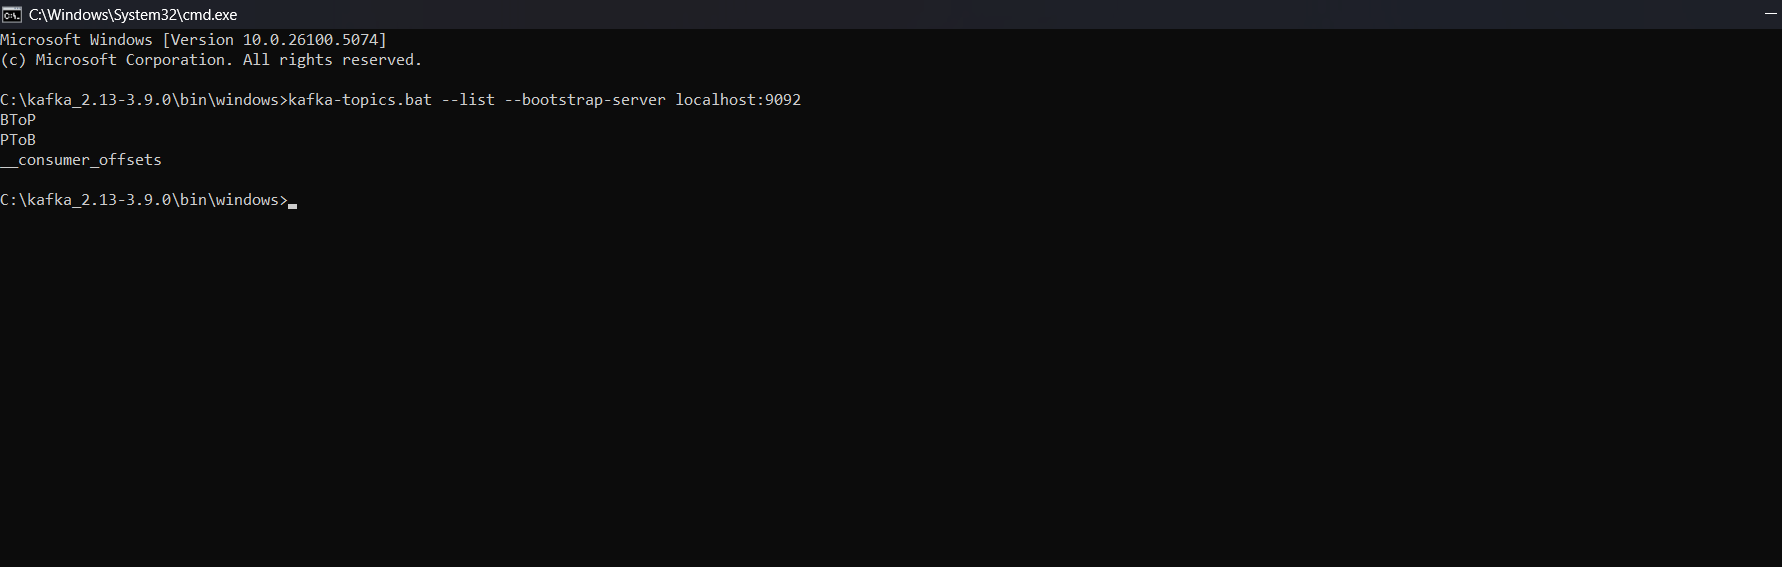 C:\Windows\System32\cmd.exe
Microsoft Windows [Version 10.0.26100.5074]
(c) Microsoft Corporation. All rights reserved.
C:\kafka_2.13-3.9.0\bin\windows>kafka-topics.bat --list --bootstrap-server localhost:9092
BToP
PToB
__consumer_offsets
C:\kafka_2.13-3.9.0\bin\windows>